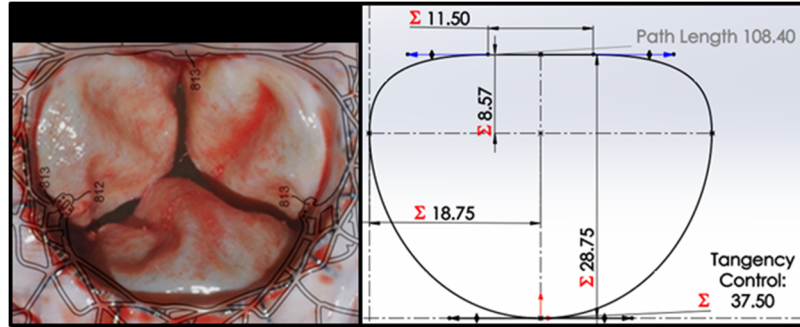 813
813
812
813
Σ 11.50
Path Length 108.40
Σ 8.57
Σ 18.75
Σ 28.75
Tangency
Control:
Σ 37.50